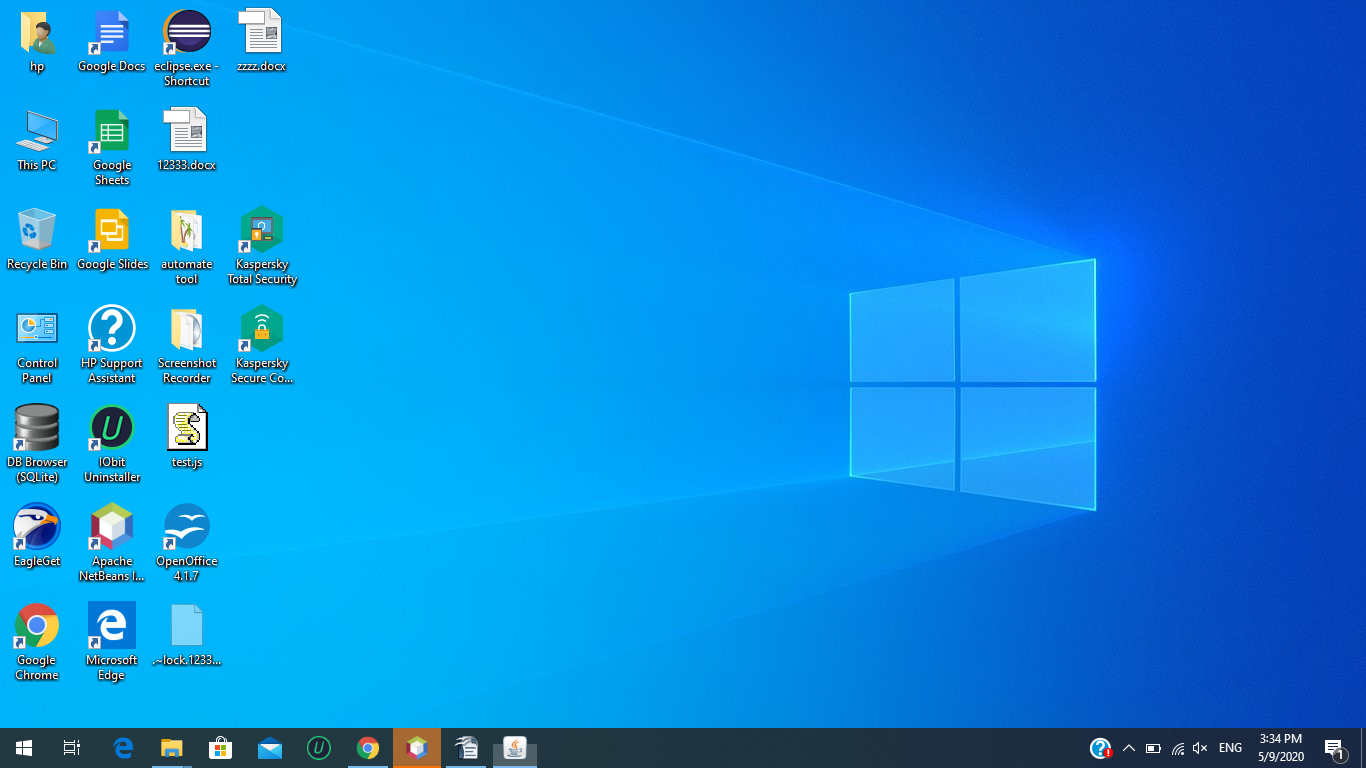 hp
Google Docs
eclipse.exe -
Shortcut
zzzz.docx
This PC
Google
Sheets
12333.docx
Recycle Bin
Google Slides
automate
tool
Kaspersky
Total Security
Control
Panel
HP Support
Assistant
Screenshot
Recorder
Kaspersky
Secure Co...
DB Browser
(SQLite)
IObit
Uninstaller
test.js
EagleGet
Apache
NetBeans I...
OpenOffice
4.1.7
Google
Chrome
Microsoft
Edge
.~lock.1233...
ENG
3:34 PM
5/9/2020
1